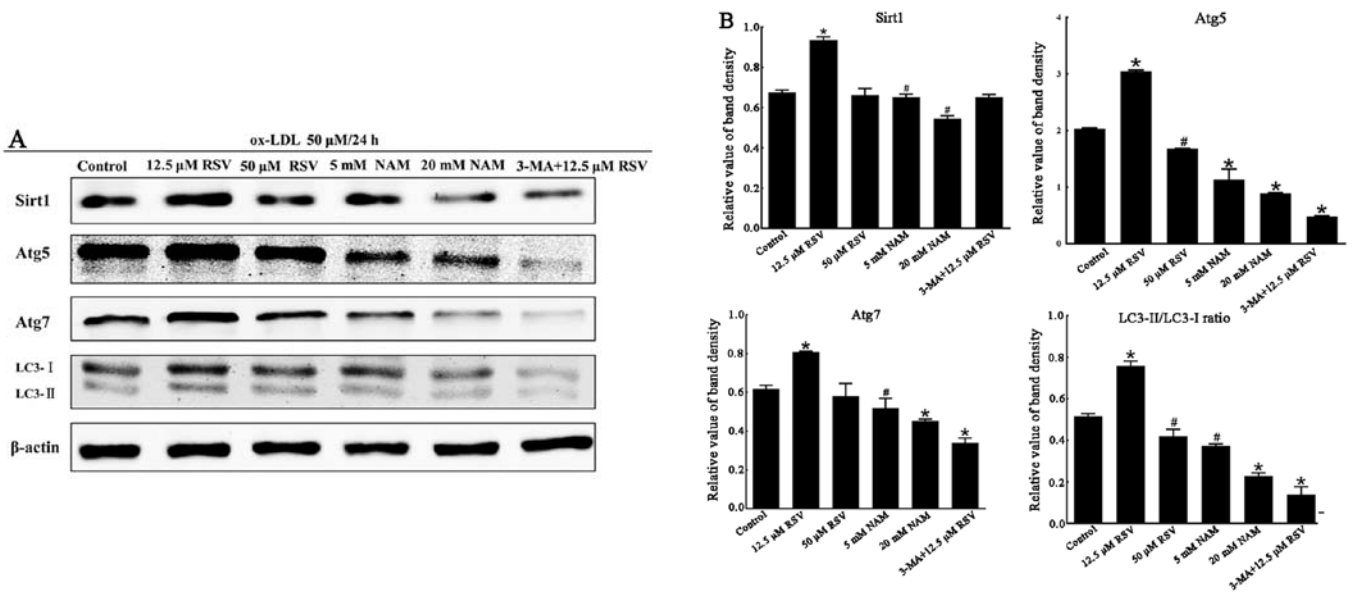 A
ox-LDL 50 μM/24 h
Control 12.5 μM RSV 50 μM RSV 5 mM NAM 20 mM NAM 3-MA+12.5 μM RSV
Sirt1
Atg5
Atg7
LC3-Ⅰ
LC3-Ⅱ
β-actin
B
Sirt1
Relative value of band density
1.0
0.8
0.6
0.4
0.2
0.0
Control
12.5 μM RSV
50 μM RSV
5 mM NAM
20 mM NAM
3-MA+12.5 μM RSV
*
#
#
Atg5
Relative value of band density
4
3
2
1
0
Control
12.5 μM RSV
50 μM RSV
5 mM NAM
20 mM NAM
3-MA+12.5 μM RSV
*
#
*
*
*
Atg7
Relative value of band density
0.8
0.6
0.4
0.2
0.0
Control
12.5 μM RSV
50 μM RSV
5 mM NAM
20 mM NAM
3-MA+12.5 μM RSV
*
#
*
*
LC3-II/LC3-I ratio
Relative value of band density
0.8
0.6
0.4
0.2
0.0
Control
12.5 μM RSV
50 μM RSV
5 mM NAM
20 mM NAM
3-MA+12.5 μM RSV
*
#
#
*
*